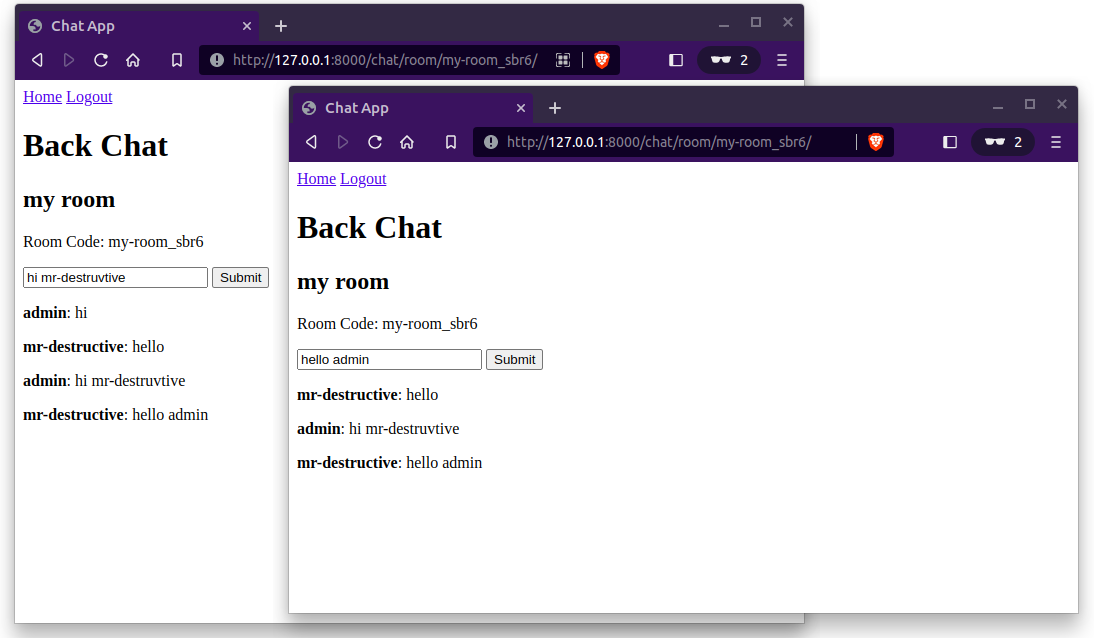 Chat App
http://127.0.0.1:8000/chat/room/my-room_sbr6/
2
Home Logout
Back Chat
my room
Room Code: my-room_sbr6
hi mr-destruvtive Submit
admin: hi
mr-destructive: hello
admin: hi mr-destruvtive
mr-destructive: hello admin
Chat App
http://127.0.0.1:8000/chat/room/my-room_sbr6/
2
Home Logout
Back Chat
my room
Room Code: my-room_sbr6
hello admin Submit
mr-destructive: hello
admin: hi mr-destruvtive
mr-destructive: hello admin